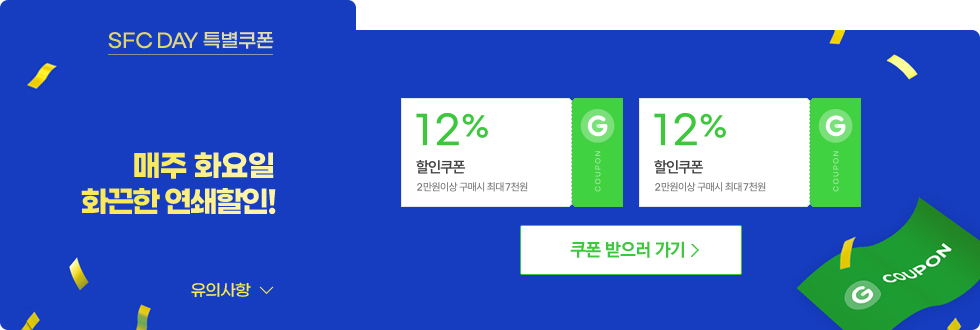 SFC DAY 특별쿠폰
매주 화요일
화끈한 연쇄할인!
유의사항
12%
할인쿠폰
2만원이상 구매시 최대7천원
G
COUPON
12%
할인쿠폰
2만원이상 구매시 최대7천원
G
COUPON
쿠폰 받으러 가기 >
G COUPON